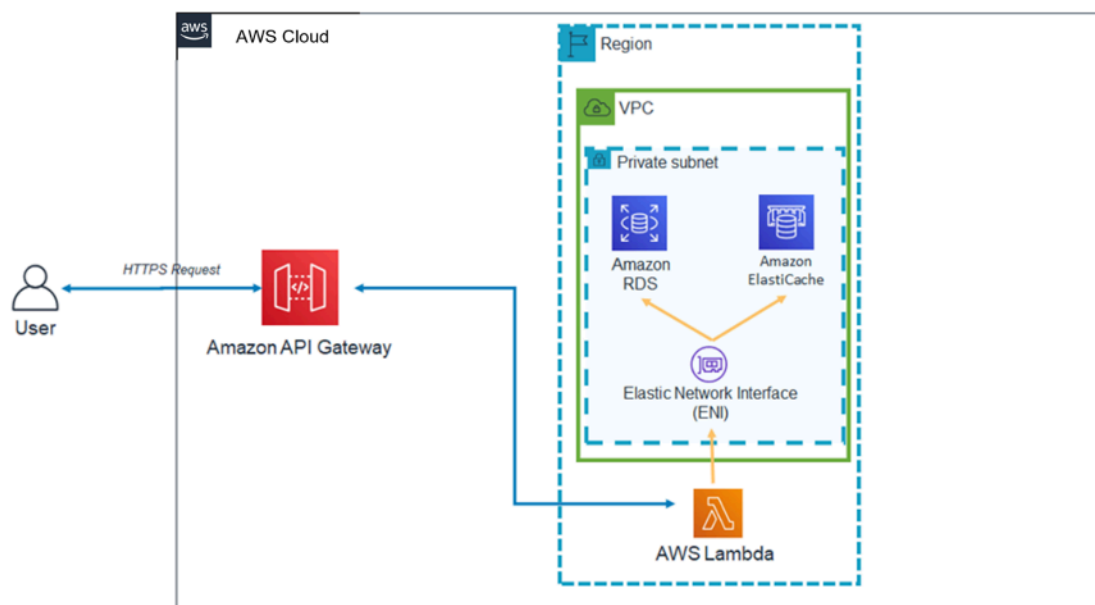 aws
AWS Cloud
Region
VPC
Private subnet
Amazon
RDS
Amazon
ElastiCache
HTTPS Request
User
Amazon API Gateway
</>
Elastic Network Interface
(ENI)
AWS Lambda